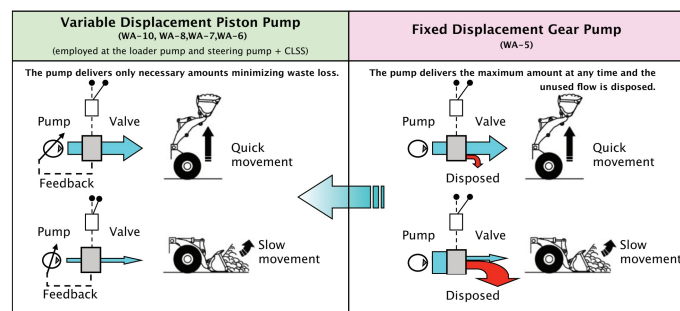 Variable Displacement Piston Pump
(WA-10, WA-8,WA-7,WA-6)
(employed at the loader pump and steering pump + CLSS)
The pump delivers only necessary amounts minimizing waste loss.
Pump
Valve
Quick
movement
Feedback
Pump
Valve
Slow
movement
Feedback
Fixed Displacement Gear Pump
(WA-5)
The pump delivers the maximum amount at any time and the
unused flow is disposed.
Pump
Valve
Quick
movement
Disposed
Pump
Valve
Slow
movement
Disposed